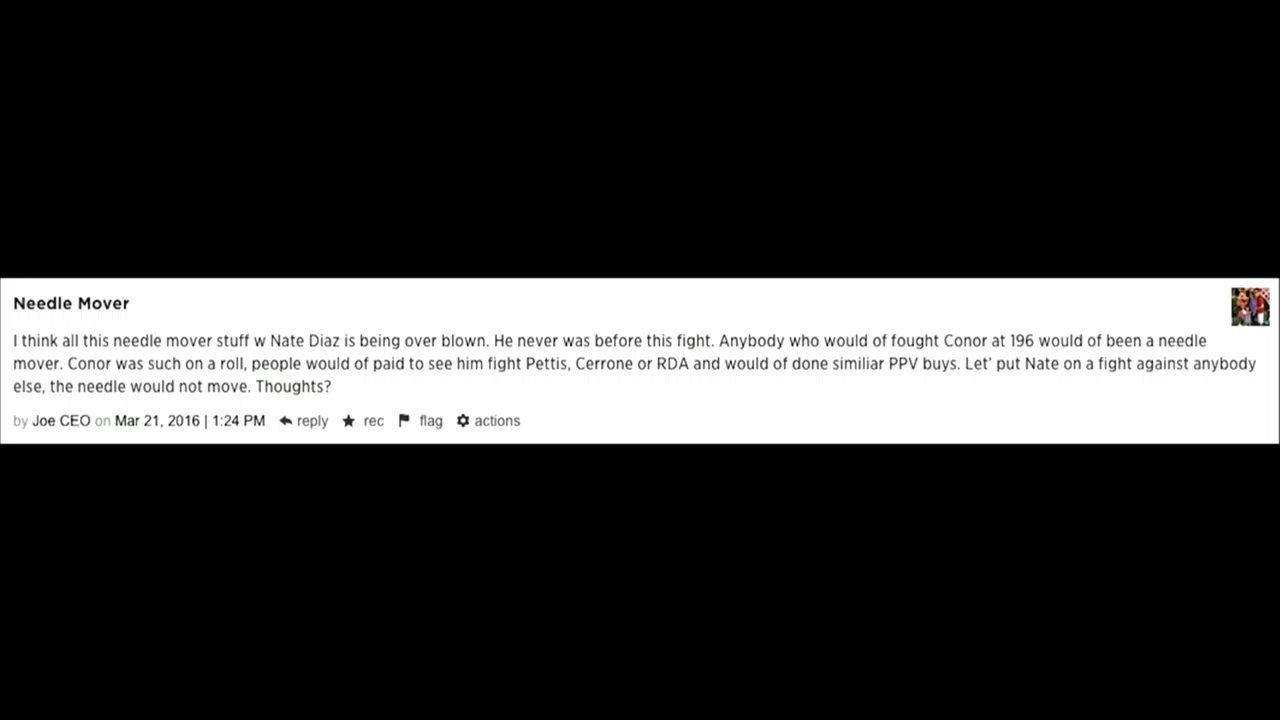 Needle Mover
I think all this needle mover stuff w Nate Diaz is being over blown. He never was before this fight. Anybody who would of fought Conor at 196 would of been a needle
mover. Conor was such on a roll, people would of paid to see him fight Pettis, Cerrone or RDA and would of done similiar PPV buys. Let' put Nate on a fight against anybody
else, the needle would not move. Thoughts?
by Joe CEO on Mar 21, 2016 | 1:24 PM reply rec flag actions